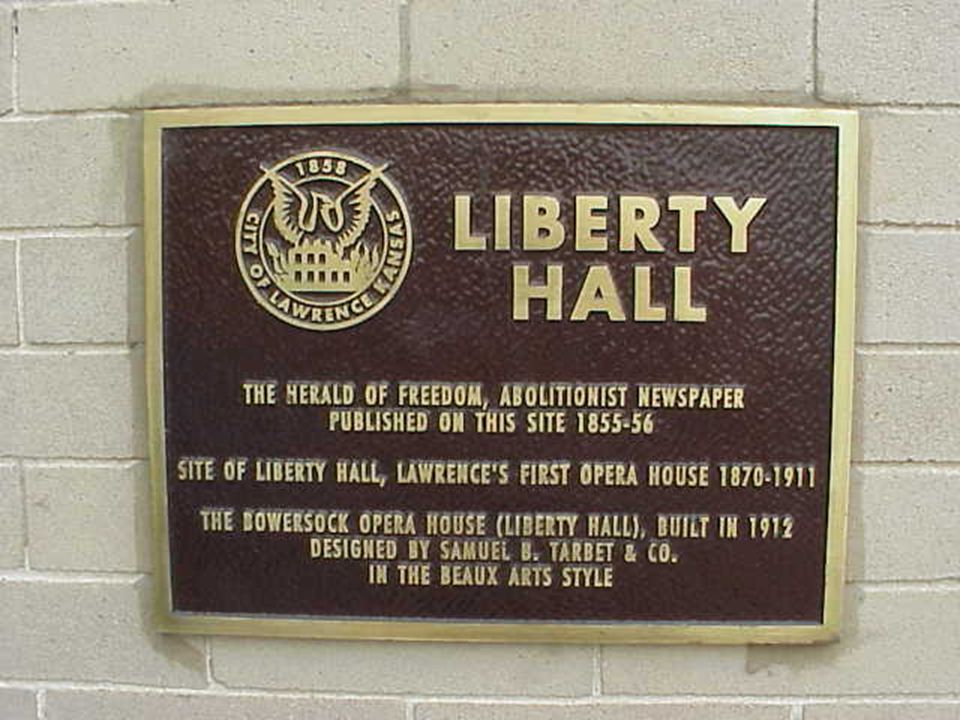 1858
CITY OF LAWRENCE KANSAS
LIBERTY
HALL
THE HERALD OF FREEDOM, ABOLITIONIST NEWSPAPER
PUBLISHED ON THIS SITE 1855-56
SITE OF LIBERTY HALL, LAWRENCE'S FIRST OPERA HOUSE 1870-1911
THE BOWERSOCK OPERA HOUSE (LIBERTY HALL), BUILT IN 1912
DESIGNED BY SAMUEL B. TARBET & CO.
IN THE BEAUX ARTS STYLE